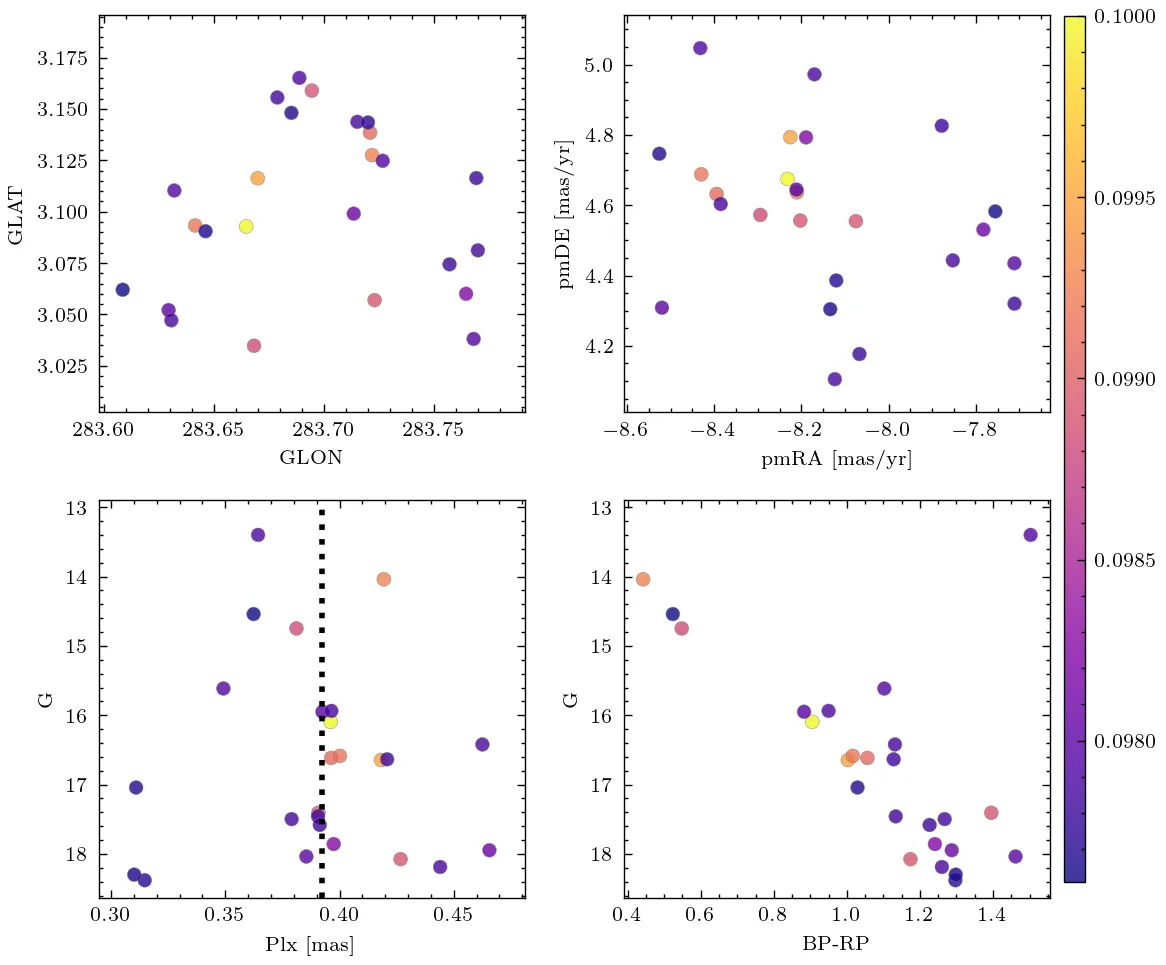 3.175
3.150
3.125
3.100
3.075
3.050
3.025
GLAT
283.60 283.65 283.70 283.75
GLON
5.0
4.8
4.6
4.4
4.2
pmDE [mas/yr]
−8.6 −8.4 −8.2 −8.0 −7.8
pmRA [mas/yr]
0.1000
0.0995
0.0990
0.0985
0.0980
13
14
15
16
17
18
G
0.30 0.35 0.40 0.45
Plx [mas]
13
14
15
16
17
18
G
0.4 0.6 0.8 1.0 1.2 1.4
BP-RP